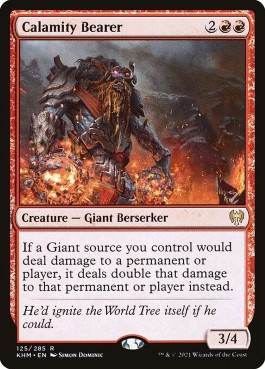 Calamity Bearer 2
Creature — Giant Berserker
If a Giant source you control would
deal damage to a permanent or
player, it deals double that damage
to that permanent or player instead.
He'd ignite the World Tree itself if he
could.
3/4
125/285 R
KHM • EN SIMON DOMINIC ™ & © 2021 Wizards of the Coast